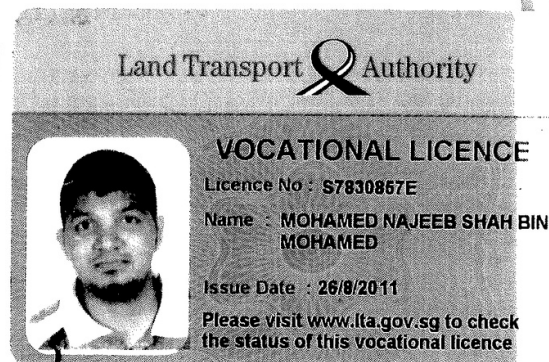 Land Transport Authority
VOCATIONAL LICENCE
Licence No : S7830857E
Name : MOHAMED NAJEEB SHAH BIN
MOHAMED
Issue Date : 26/8/2011
Please visit www.lta.gov.sg to check
the status of this vocational licence